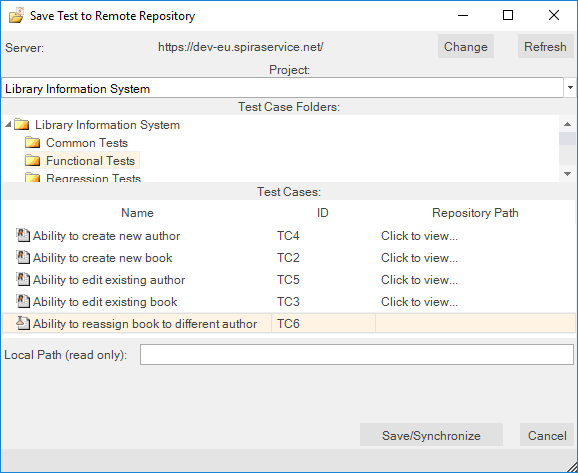 Save Test to Remote Repository
Server: https://dev-eu.spiraservice.net/ Change Refresh
Project:
Library Information System
Test Case Folders:
Library Information System
Common Tests
Functional Tests
Regression Tests
Test Cases:
Name ID Repository Path
Ability to create new author TC4 Click to view...
Ability to create new book TC2 Click to view...
Ability to edit existing author TC5 Click to view...
Ability to edit existing book TC3 Click to view...
Ability to reassign book to different author TC6
Local Path (read only):
Save/Synchronize Cancel